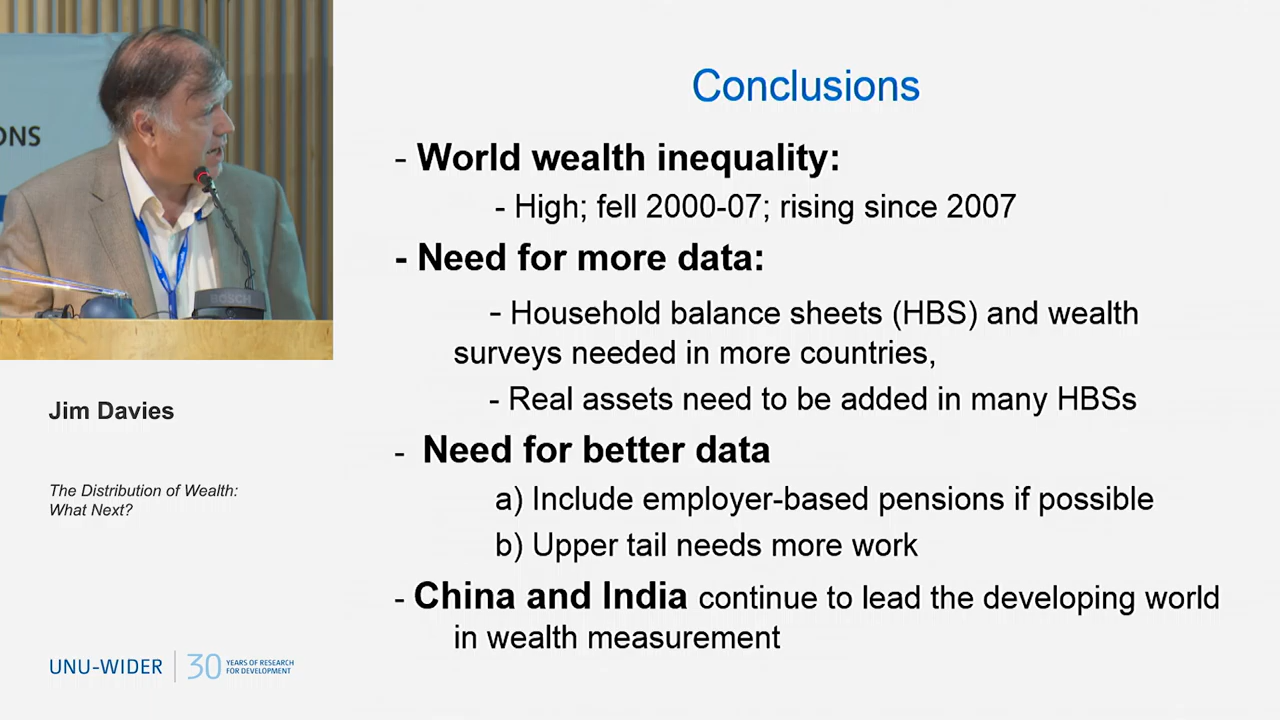 ONS
BOSCH
Jim Davies
The Distribution of Wealth:
What Next?
UNU-WIDER
30 YEARS OF RESEARCH
FOR DEVELOPMENT
Conclusions
- World wealth inequality:
- High; fell 2000-07; rising since 2007
- Need for more data:
- Household balance sheets (HBS) and wealth
surveys needed in more countries,
- Real assets need to be added in many HBSs
- Need for better data
a) Include employer-based pensions if possible
b) Upper tail needs more work
- China and India continue to lead the developing world
in wealth measurement